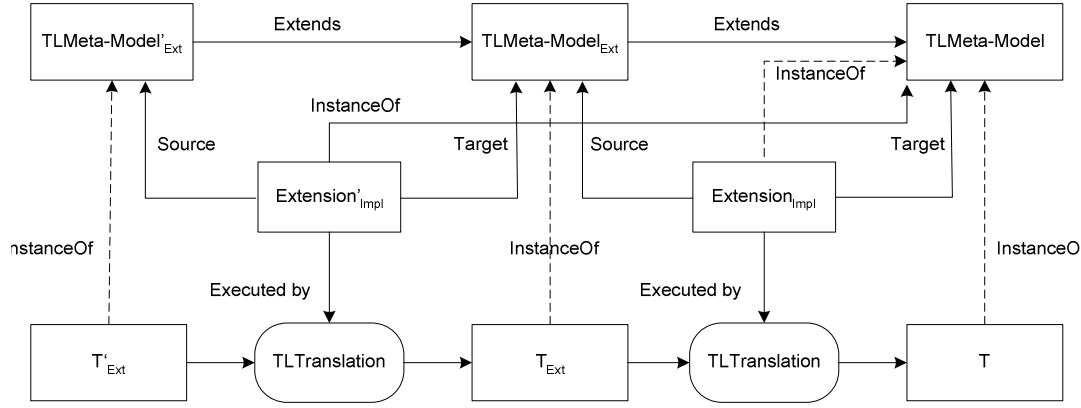 TLMeta-Model’Ext
Extends
TLMeta-ModelExt
Extends
TLMeta-Model
InstanceOf
InstanceOf
Source
Target
Source
Target
Extension’Impl
ExtensionImpl
nstanceOf
InstanceOf
InstanceO
Executed by
Executed by
T‘Ext
TLTranslation
TExt
TLTranslation
T